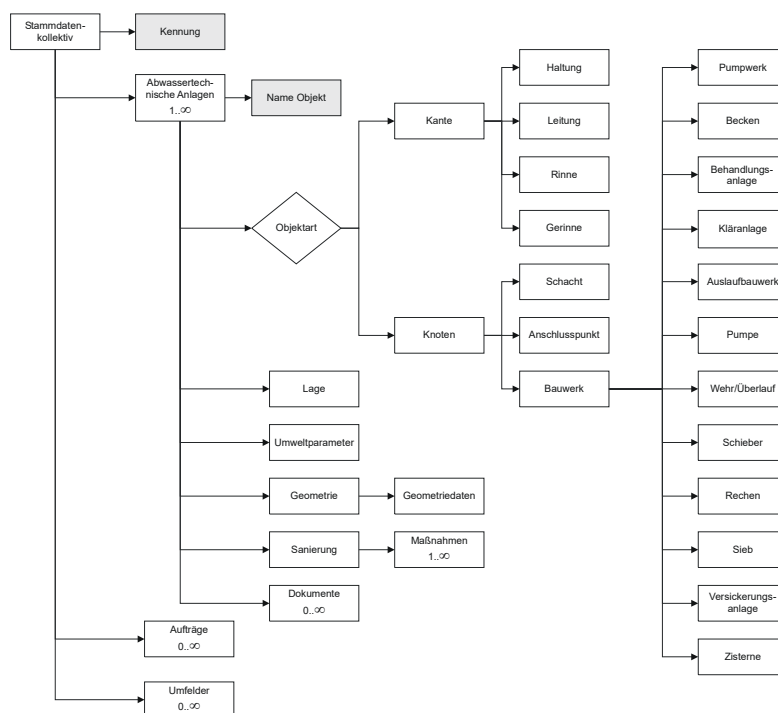 Stammdaten-
kollektiv
Kennung
Abwassertech-
nische Anlagen
1..∞
Name Objekt
Objektart
Kante
Haltung
Leitung
Rinne
Gerinne
Knoten
Schacht
Anschlusspunkt
Bauwerk
Pumpwerk
Becken
Behandlungs-
anlage
Kläranlage
Auslaufbauwerk
Pumpe
Wehr/Überlauf
Schieber
Rechen
Sieb
Versickerungs-
anlage
Zisterne
Lage
Umweltparameter
Geometrie
Geometriedaten
Sanierung
Maßnahmen
1..∞
Dokumente
0..∞
Aufträge
0..∞
Umfelder
0..∞